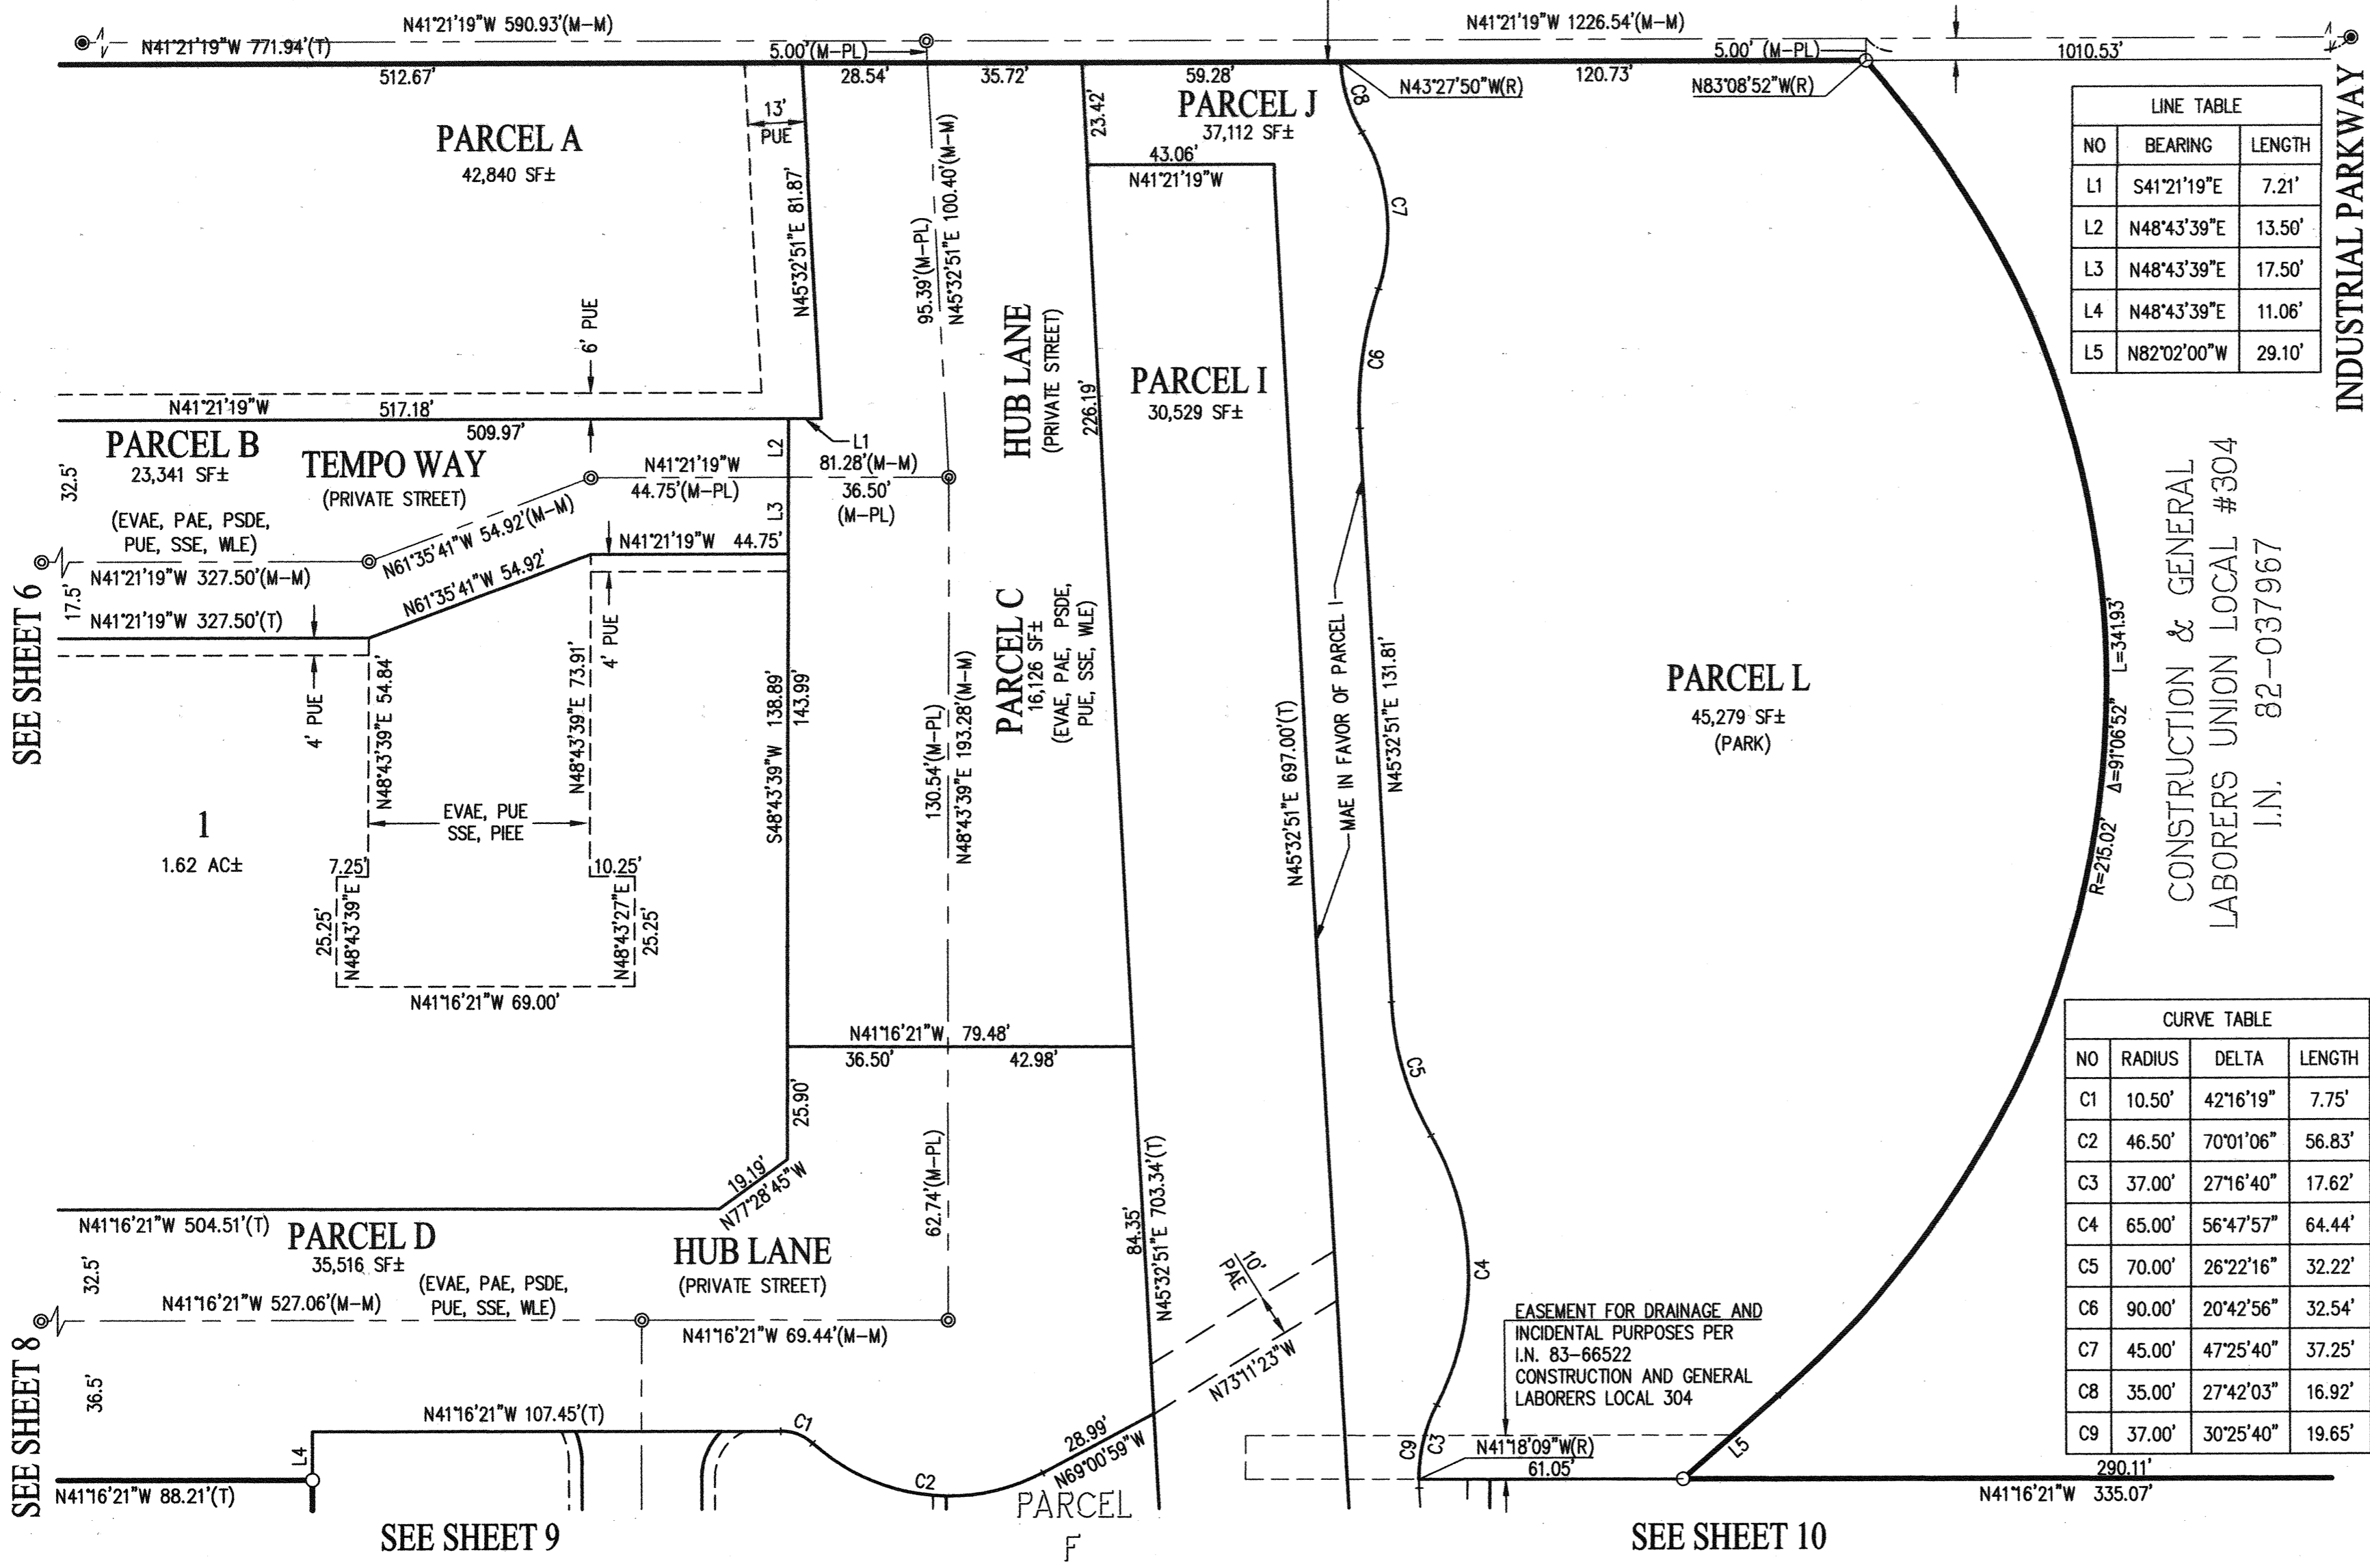 N41°21'19"W 590.93'(M-M)
N41°21'19"W 1226.54'(M-M)
N41°21'19"W 771.94'(T)
5.00'(M-PL)
5.00' (M-PL)
1010.53'
512.67'
28.54'
35.72'
59.28'
120.73'
N43°27'50"W(R)
N83°08'52"W(R)
INDUSTRIAL PARKWAY
PARCEL A
42,840 SF±
13'
PUE
N45°32'51"E 81.87'
95.39'(M-PL)
N45°32'51"E 100.40'(M-M)
23.42'
PARCEL J
37,112 SF±
43.06'
N41°21'19"W
C8
C7
C6
LINE TABLE
NO BEARING LENGTH
L1 S41°21'19"E 7.21'
L2 N48°43'39"E 13.50'
L3 N48°43'39"E 17.50'
L4 N48°43'39"E 11.06'
L5 N82°02'00"W 29.10'
6' PUE
N41°21'19"W 517.18'
509.97'
HUB LANE
(PRIVATE STREET)
226.19'
PARCEL I
30,529 SF±
PARCEL B
23,341 SF±
32.5'
TEMPO WAY
(PRIVATE STREET)
(EVAE, PAE, PSDE,
PUE, SSE, WLE)
L1
L2
L3
N41°21'19"W 81.28'(M-M)
44.75'(M-PL) 36.50'
(M-PL)
N61°35'41"W 54.92'(M-M)
N61°35'41"W 54.92'
N41°21'19"W 44.75'
N41°21'19"W 327.50'(M-M)
17.5'
N41°21'19"W 327.50'(T)
SEE SHEET 6
4' PUE
4' PUE
N48°43'39"E 54.84'
N48°43'39"E 73.91'
S48°43'39"W 138.89'
143.99'
130.54'(M-PL)
N48°43'39"E 193.28'(M-M)
PARCEL C
16,126 SF±
(EVAE, PAE, PSDE,
PUE, SSE, WLE)
N45°32'51"E 697.00'(T)
MAE IN FAVOR OF PARCEL I
N45°32'51"E 131.81'
PARCEL L
45,279 SF±
(PARK)
R=215.02' Δ=91°06'52" L=341.93'
CONSTRUCTION & GENERAL
LABORERS UNION LOCAL #304
I.N. 82-037967
1
1.62 AC±
EVAE, PUE
SSE, PIEE
7.25'
10.25'
25.25'
N48°43'39"E
N48°43'27"E
25.25'
N41°16'21"W 69.00'
N41°16'21"W 79.48'
36.50'
42.98'
25.90'
19.19'
N77°28'45"W
N41°16'21"W 504.51'(T)
PARCEL D
35,516 SF±
32.5'
(EVAE, PAE, PSDE,
PUE, SSE, WLE)
HUB LANE
(PRIVATE STREET)
62.74'(M-PL)
84.35'
N45°32'51"E 703.34'(T)
10'
PAE
N73°11'23"W
C5
C4
CURVE TABLE
NO RADIUS DELTA LENGTH
C1 10.50' 42°16'19" 7.75'
C2 46.50' 70°01'06" 56.83'
C3 37.00' 27°16'40" 17.62'
C4 65.00' 56°47'57" 64.44'
C5 70.00' 26°22'16" 32.22'
C6 90.00' 20°42'56" 32.54'
C7 45.00' 47°25'40" 37.25'
C8 35.00' 27°42'03" 16.92'
C9 37.00' 30°25'40" 19.65'
N41°16'21"W 527.06'(M-M)
N41°16'21"W 69.44'(M-M)
SEE SHEET 8
36.5'
N41°16'21"W 107.45'(T)
L4
C1
C2
28.99'
N69°00'59"W
EASEMENT FOR DRAINAGE AND
INCIDENTAL PURPOSES PER
I.N. 83-66522
CONSTRUCTION AND GENERAL
LABORERS LOCAL 304
C9
C3
N41°18'09"W(R)
61.05'
L5
290.11'
N41°16'21"W 335.07'
N41°16'21"W 88.21'(T)
PARCEL
F
SEE SHEET 9
SEE SHEET 10